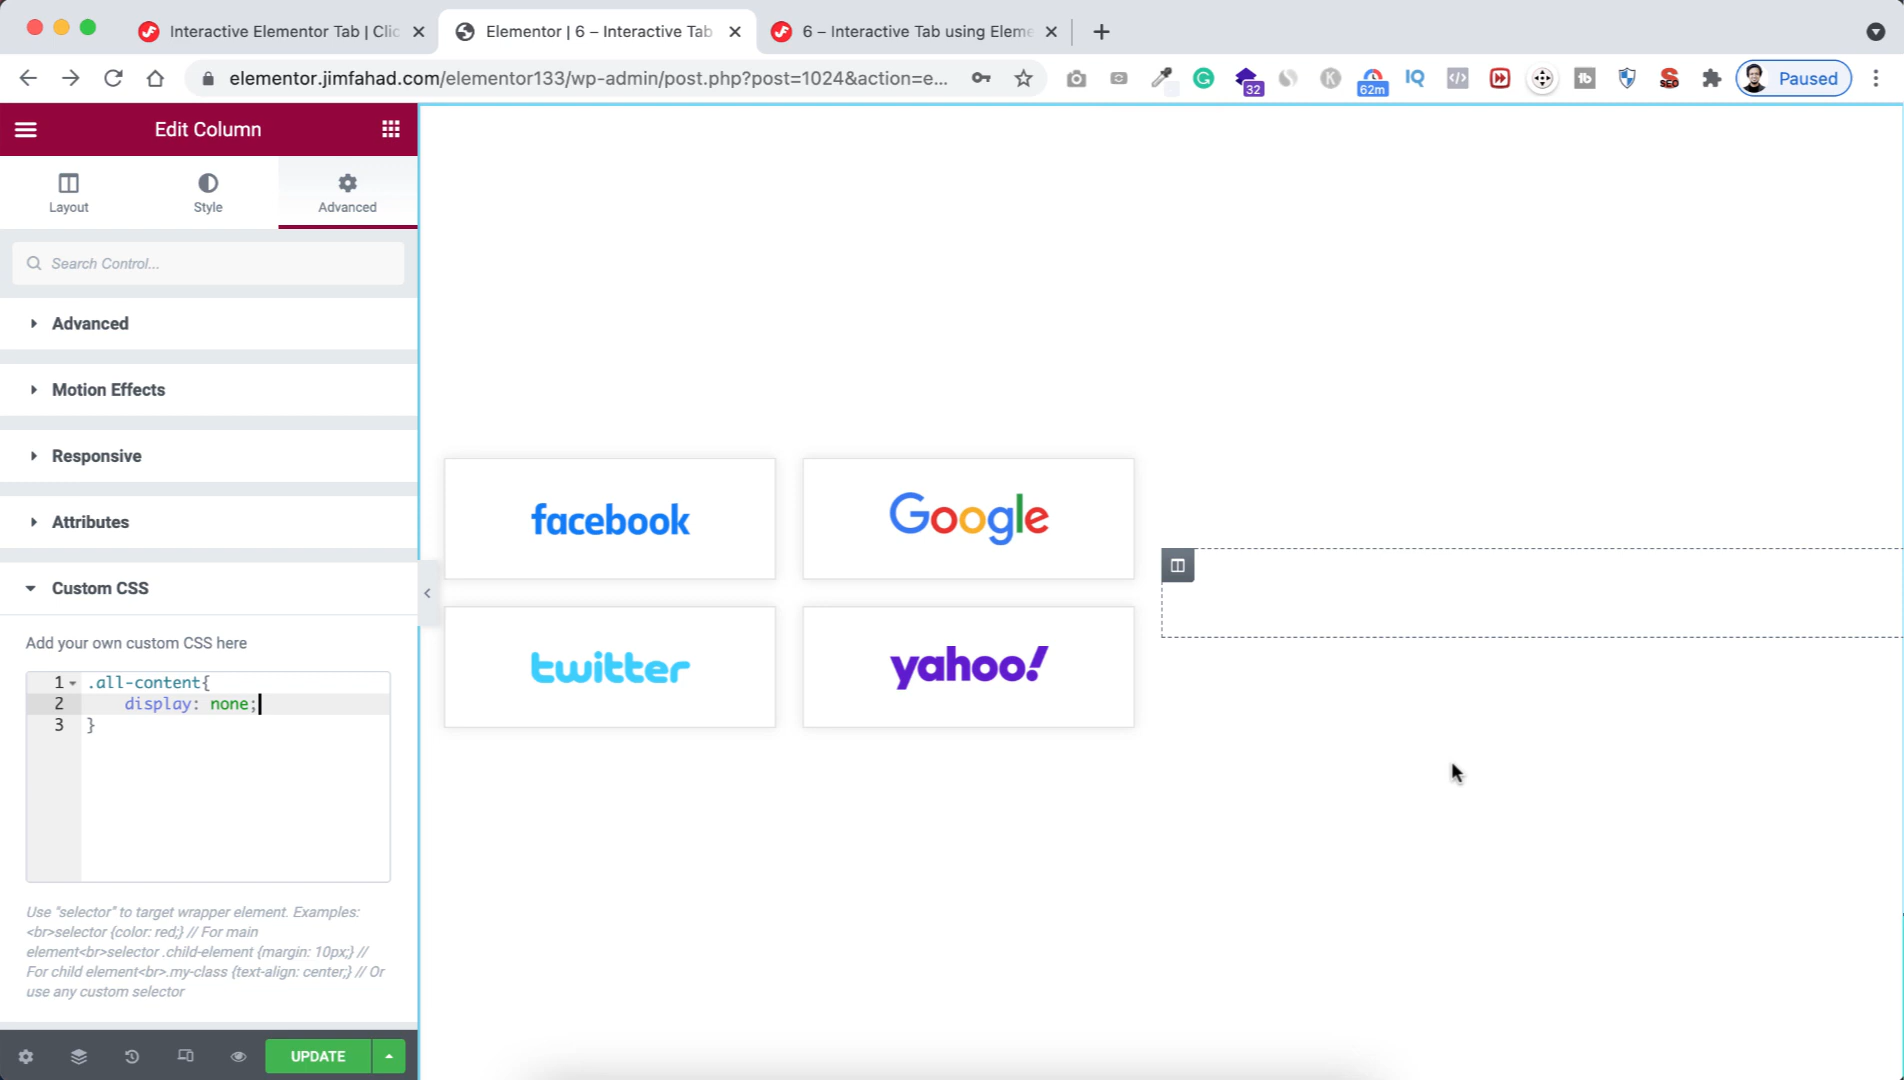 Interactive Elementor Tab | Clic
Elementor | 6 – Interactive Tab
6 – Interactive Tab using Eleme
elementor.jimfahad.com/elementor133/wp-admin/post.php?post=1024&action=e...
32
K
62m
IQ
</>
tb
SEO
Paused
Edit Column
Layout
Style
Advanced
Search Control...
Advanced
Motion Effects
Responsive
Attributes
Custom CSS
Add your own custom CSS here
1 .all-content{
2 display: none;
3 }
Use "selector" to target wrapper element. Examples:
<br>selector {color: red;} // For main
element<br>selector .child-element {margin: 10px;} //
For child element<br>.my-class {text-align: center;} // Or
use any custom selector
UPDATE
facebook
Google
twitter
yahoo!